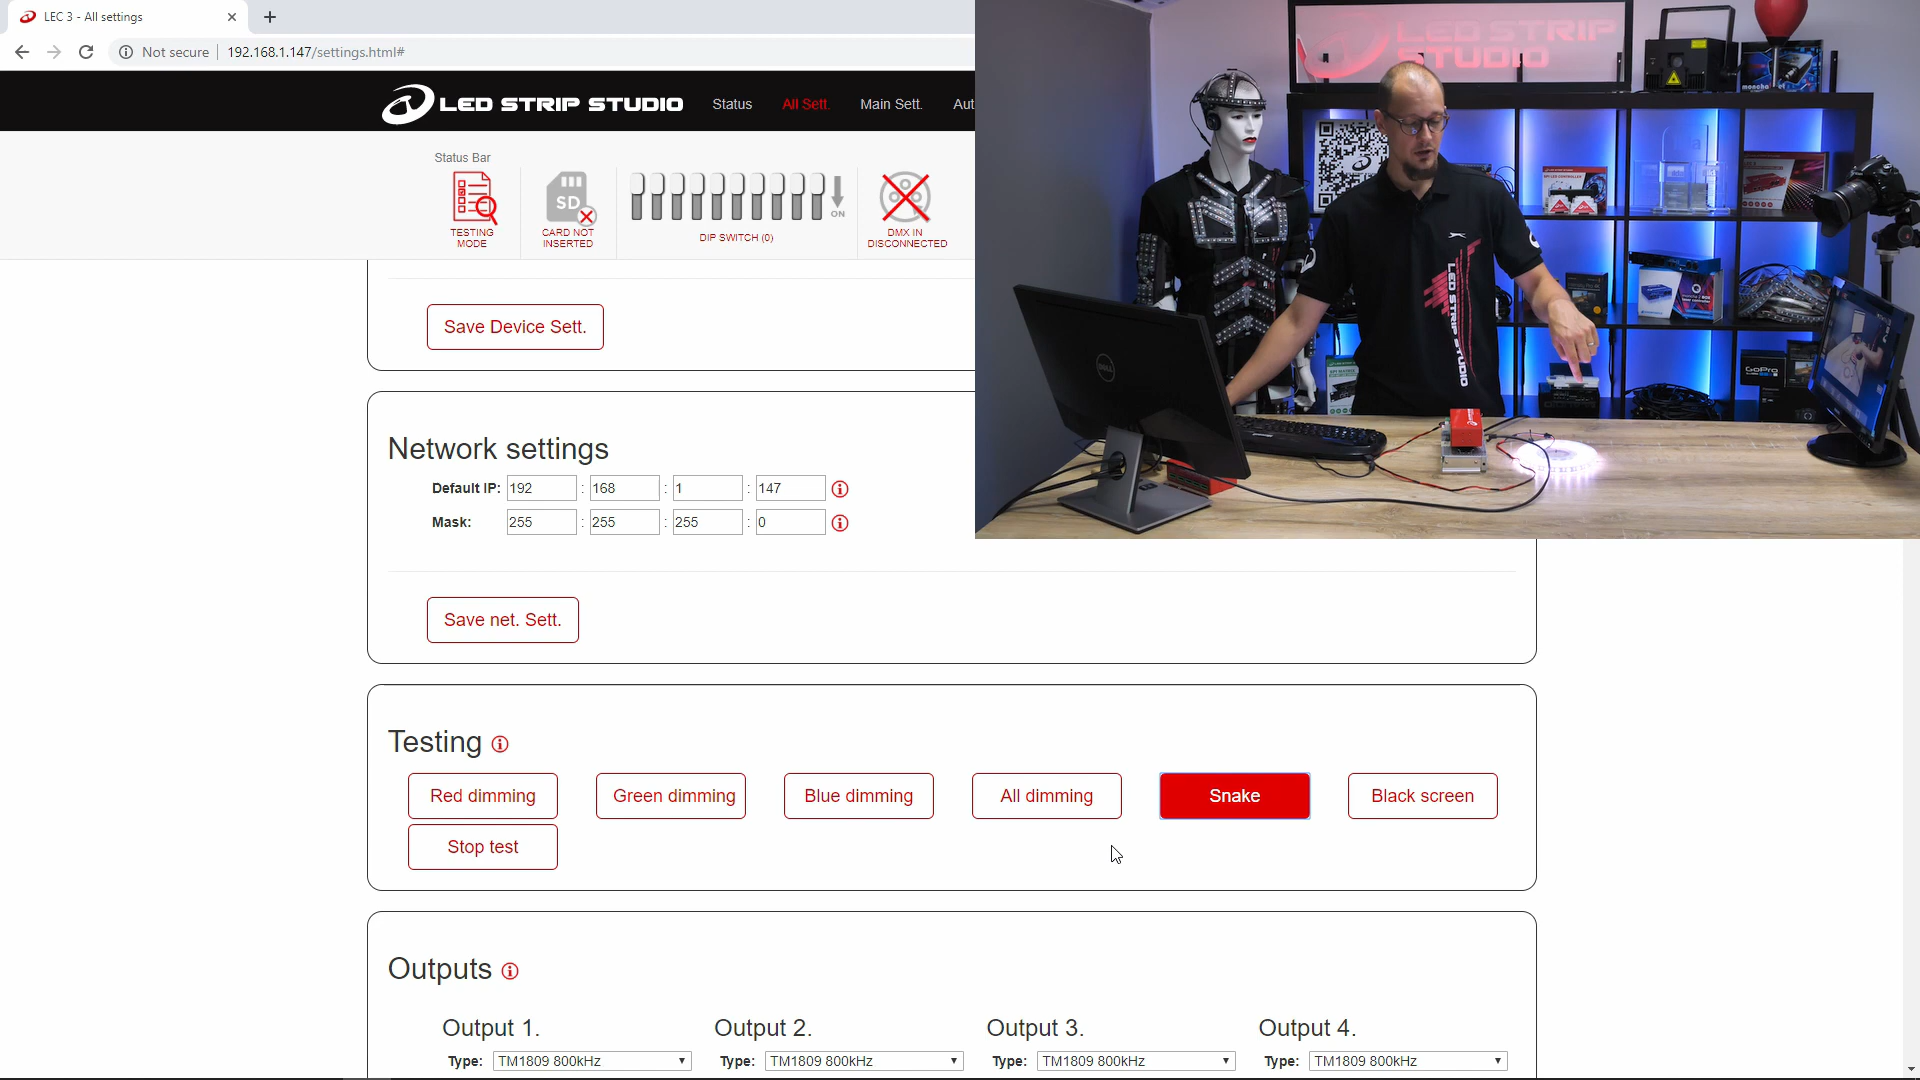 LEC 3 - All settings
Not secure
192.168.1.147/settings.html#
LED STRIP STUDIO
Status
All Sett.
Main Sett.
Aut
Status Bar
TESTING
MODE
SD
CARD NOT
INSERTED
ON
DIP SWITCH (0)
DMX IN
DISCONNECTED
Save Device Sett.
Network settings
Default IP: 192 : 168 : 1 : 147
Mask: 255 : 255 : 255 : 0
Save net. Sett.
Testing
Red dimming
Green dimming
Blue dimming
All dimming
Snake
Black screen
Stop test
Outputs
Output 1.
Output 2.
Output 3.
Output 4.
Type: TM1809 800kHz
Type: TM1809 800kHz
Type: TM1809 800kHz
Type: TM1809 800kHz
LED STRIP
STUDIO
LED STRIP STUDIO
DELL
GoPro